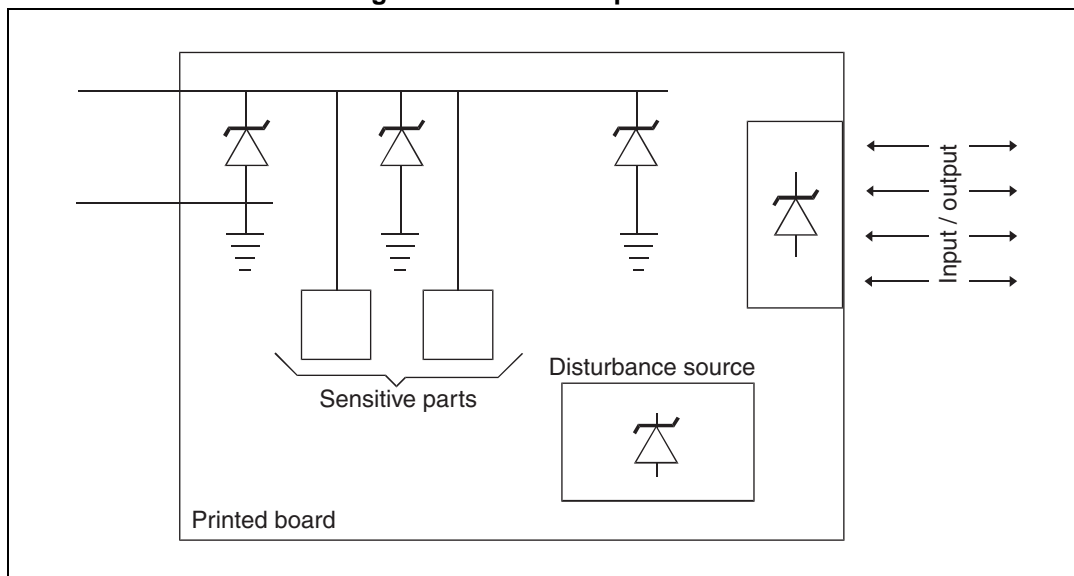 Input / output
Disturbance source
Sensitive parts
Printed board